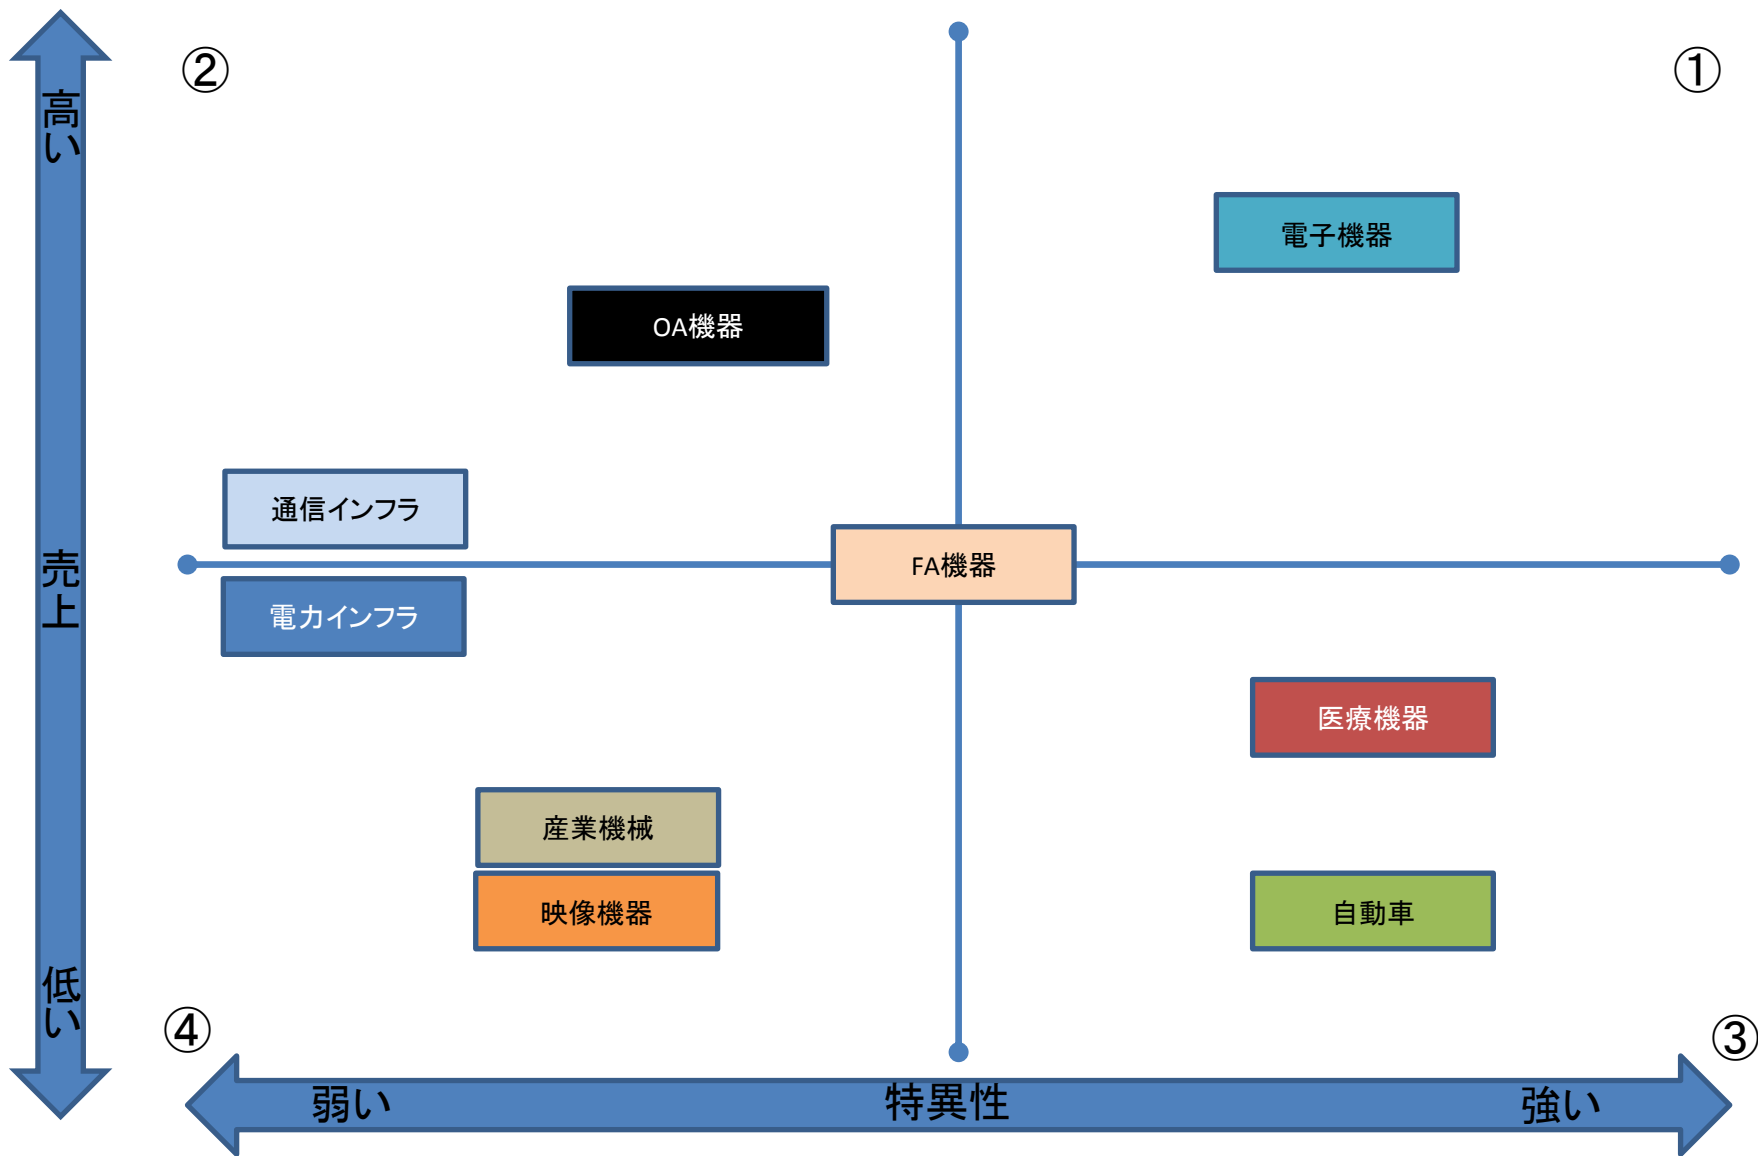 ②
①
高い
電子機器
OA機器
通信インフラ
FA機器
売上
電力インフラ
医療機器
産業機械
映像機器
自動車
低い
④
③
弱い
特異性
強い